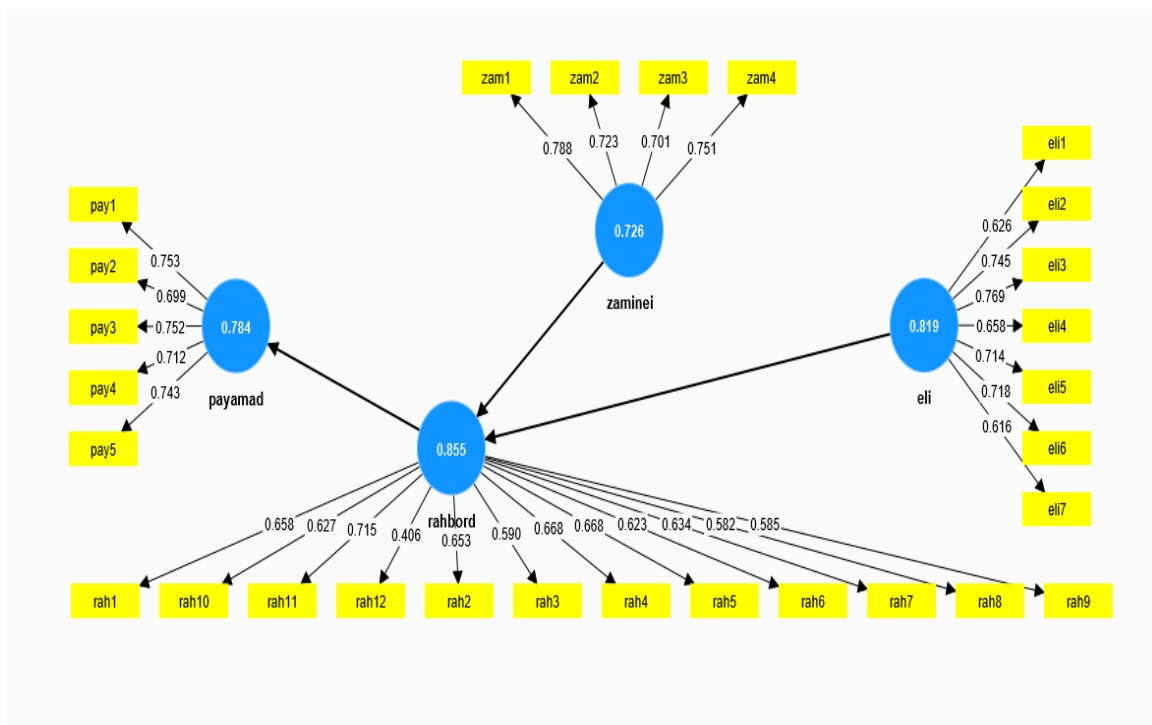 zam1 zam2 zam3 zam4
0.788 0.723 0.701 0.751
0.726
zaminei
pay1
pay2
pay3
pay4
pay5
0.753
0.699
0.752
0.712
0.743
0.784
payamad
eli1
eli2
eli3
eli4
eli5
eli6
eli7
0.626
0.745
0.769
0.658
0.714
0.718
0.616
0.819
eli
0.855
rahbord
0.658 0.627 0.715 0.406 0.653 0.590 0.668 0.668 0.623 0.634 0.582 0.585
rah1 rah10 rah11 rah12 rah2 rah3 rah4 rah5 rah6 rah7 rah8 rah9